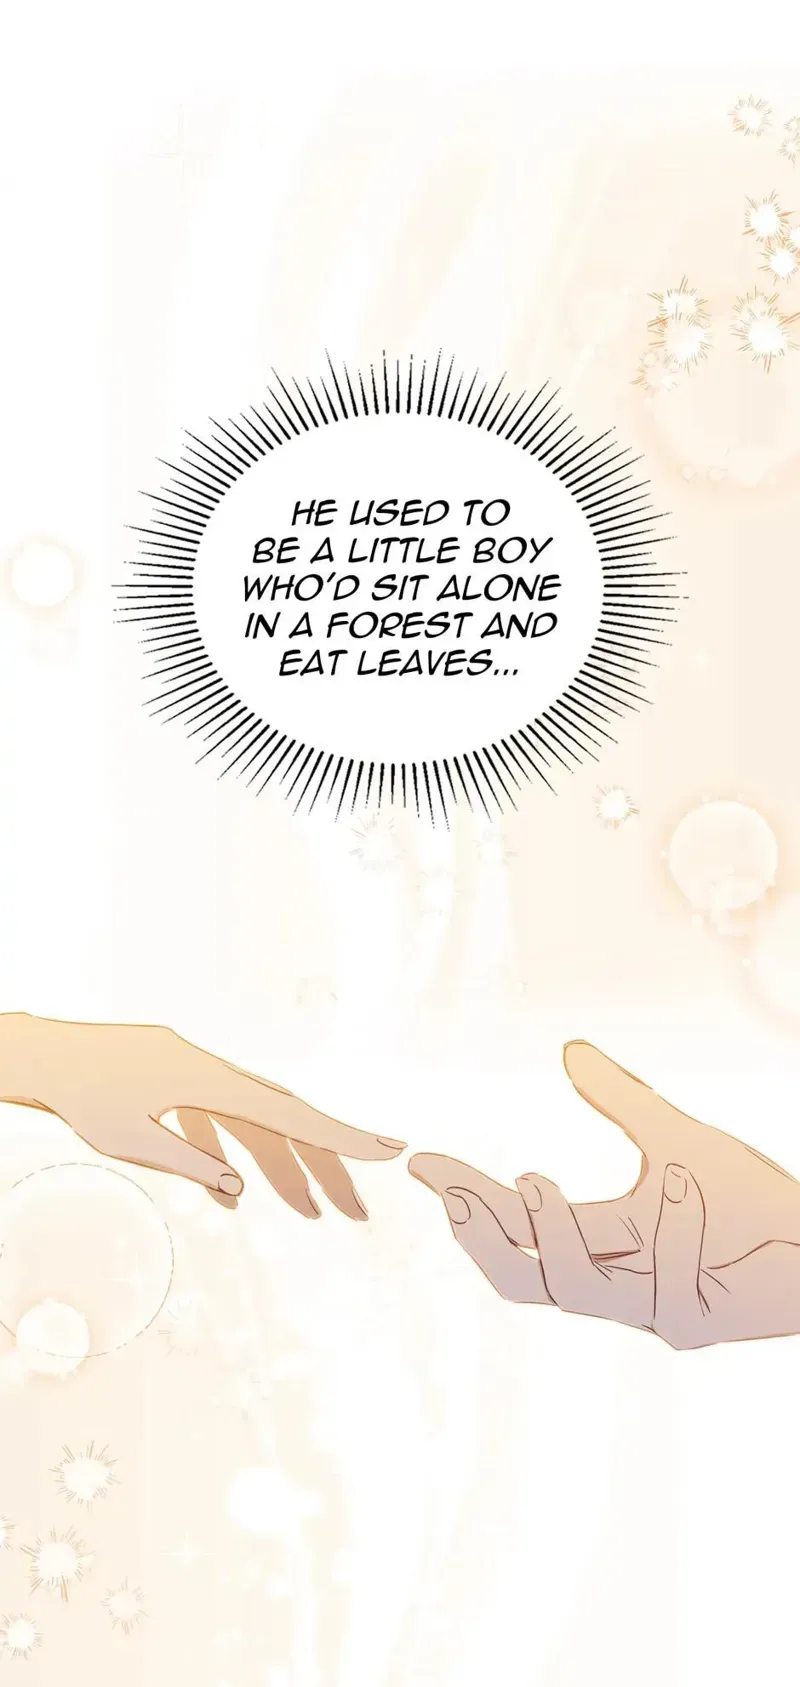 HE USED TO
BE A LITTLE BOY
WHO'D SIT ALONE
IN A FOREST AND
EAT LEAVES...